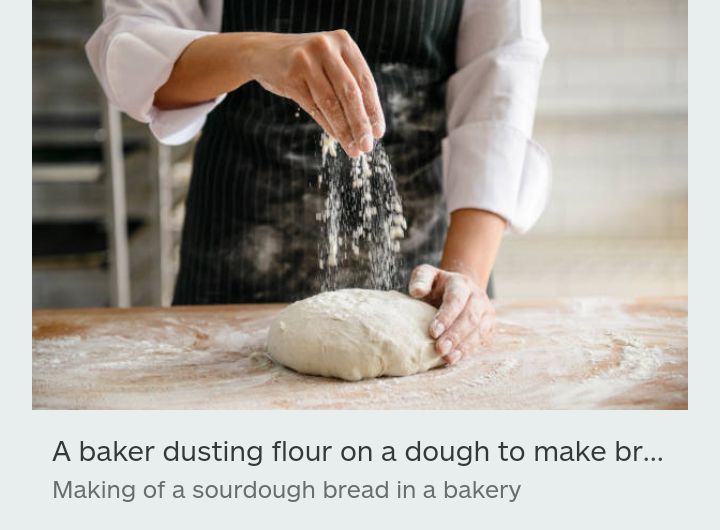 A baker dusting flour on a dough to make br...
Making of a sourdough bread in a bakery